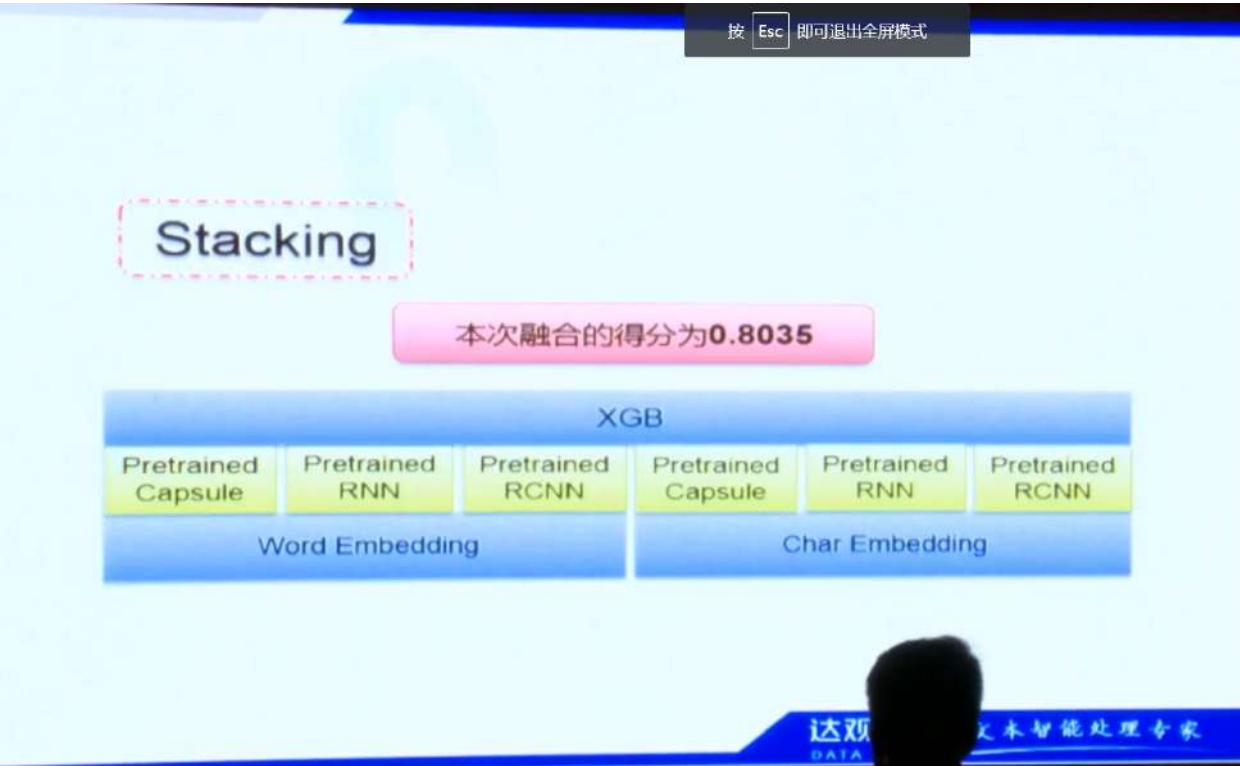 按 Esc 即可退出全屏模式
Stacking
本次融合的得分为0.8035
XGB
Pretrained
Capsule
Pretrained
RNN
Pretrained
RCNN
Pretrained
Capsule
Pretrained
RNN
Pretrained
RCNN
Word Embedding
Char Embedding
达观
文本智能处理专家
DATA